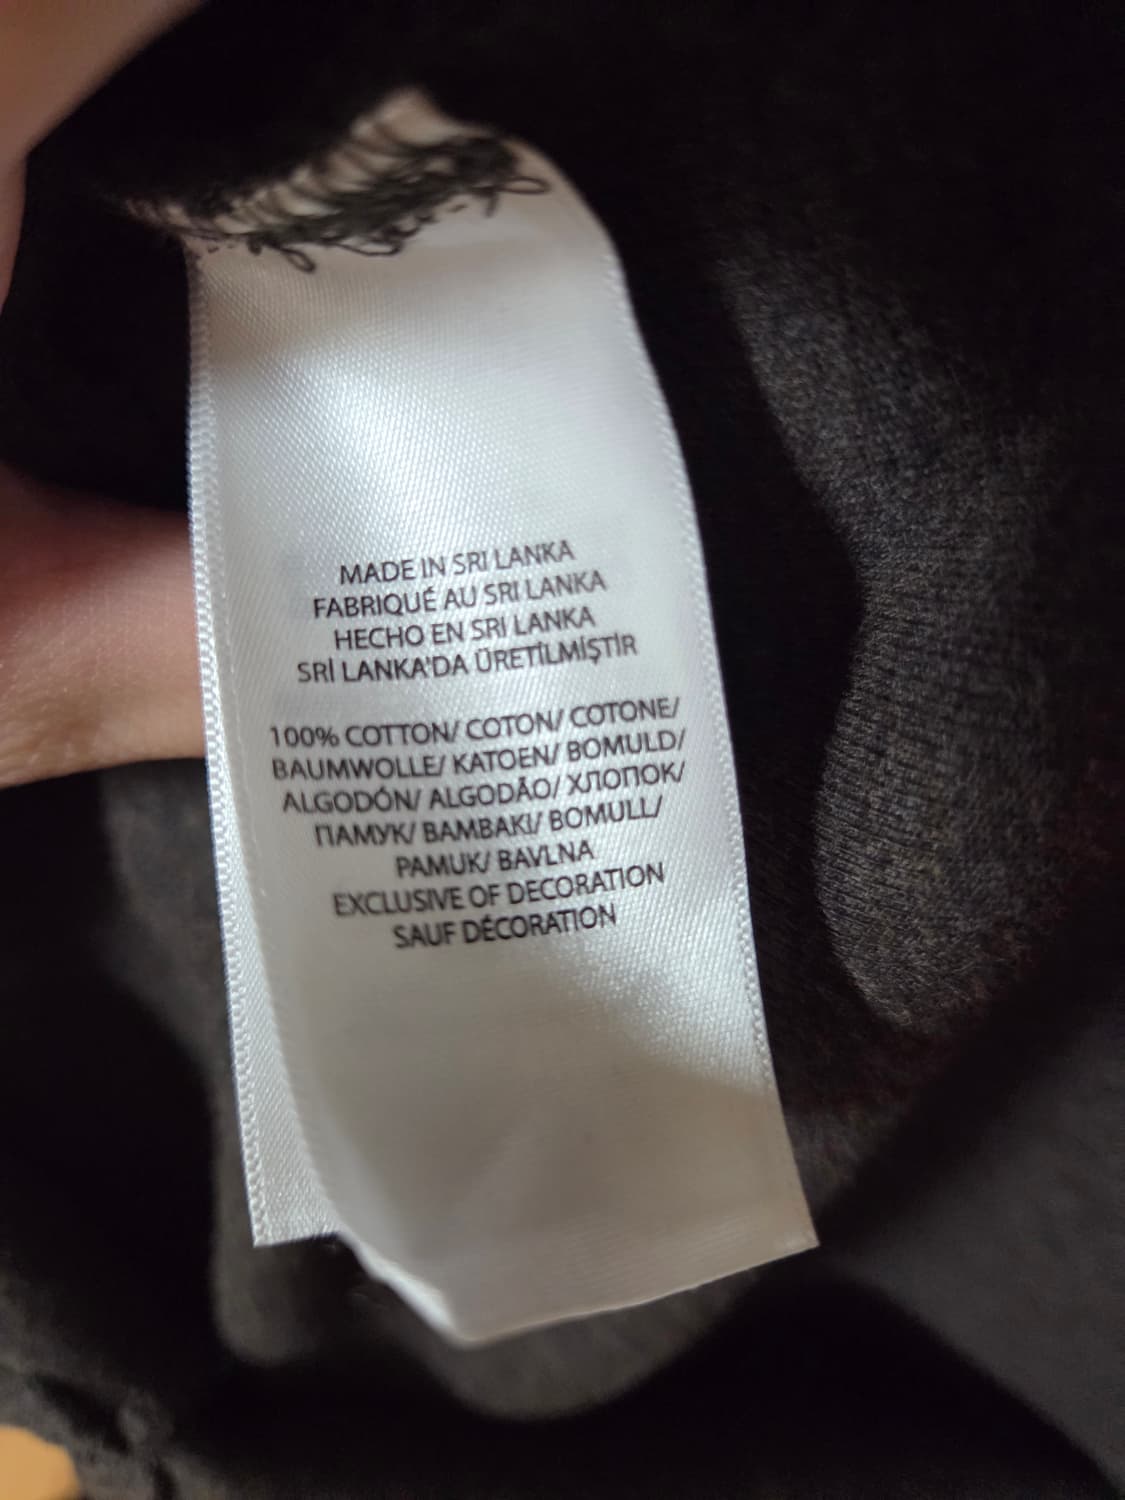 MADE IN SRI LANKA
FABRIQUÉ AU SRI LANKA
HECHO EN SRI LANKA
SRİ LANKA'DA ÜRETİLMİŞTİR
100% COTTON/ COTON/ COTONE/
BAUMWOLLE/ KATOEN/ BOMULD/
ALGODÓN/ ALGODÃO/ ХЛОПОК/
ПАМУК/ ΒΑΜΒΑΚΙ/ BOMULL/
PAMUK/ BAVLNA
EXCLUSIVE OF DECORATION
SAUF DÉCORATION